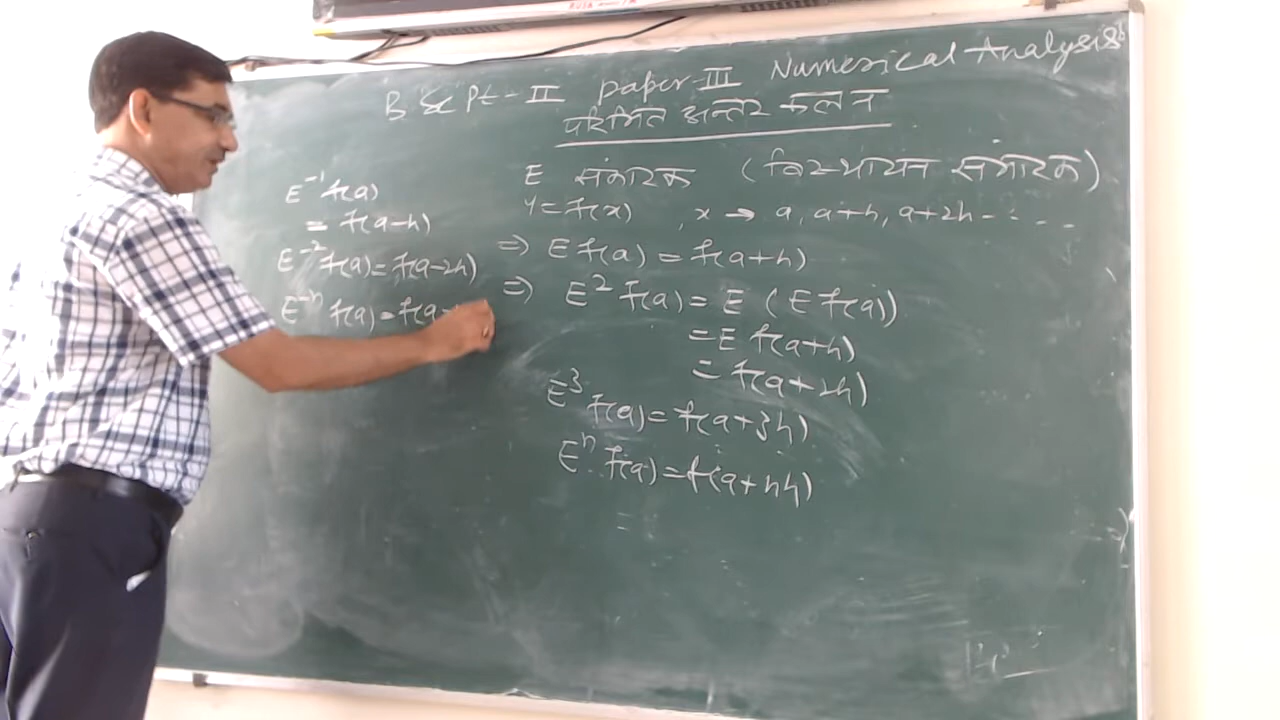 B Sc Pt-II Paper-III Numerical Analysis
परिमित अन्तर कलन
E संकारक (विस्थापन संकारक)
y=f(x), x→ a, a+h, a+2h-----
⇒ E f(a) = f(a+h)
⇒ E² f(a) = E (E f(a))
= E f(a+h)
= f(a+2h)
E³ f(a) = f(a+3h)
Eⁿ f(a) = f(a+nh)
=
E⁻¹ f(a)
= f(a-h)
E⁻² f(a) = f(a-2h)
E⁻ⁿ f(a) = f(a-